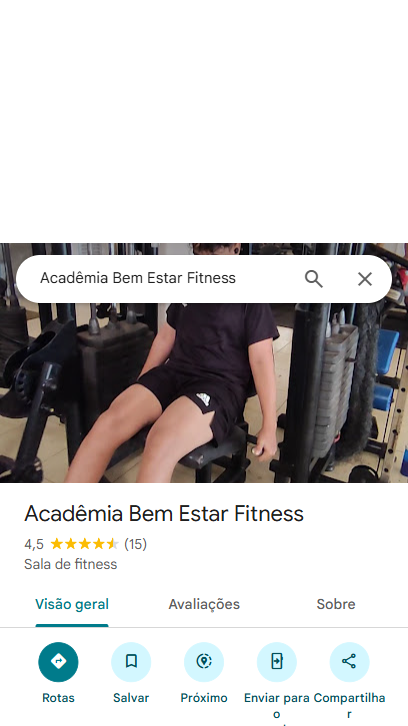 Acadêmia Bem Estar Fitness
Acadêmia Bem Estar Fitness
4,5 (15)
Sala de fitness
Visão geral Avaliações Sobre
Rotas Salvar Próximo Enviar para o Compartilhar